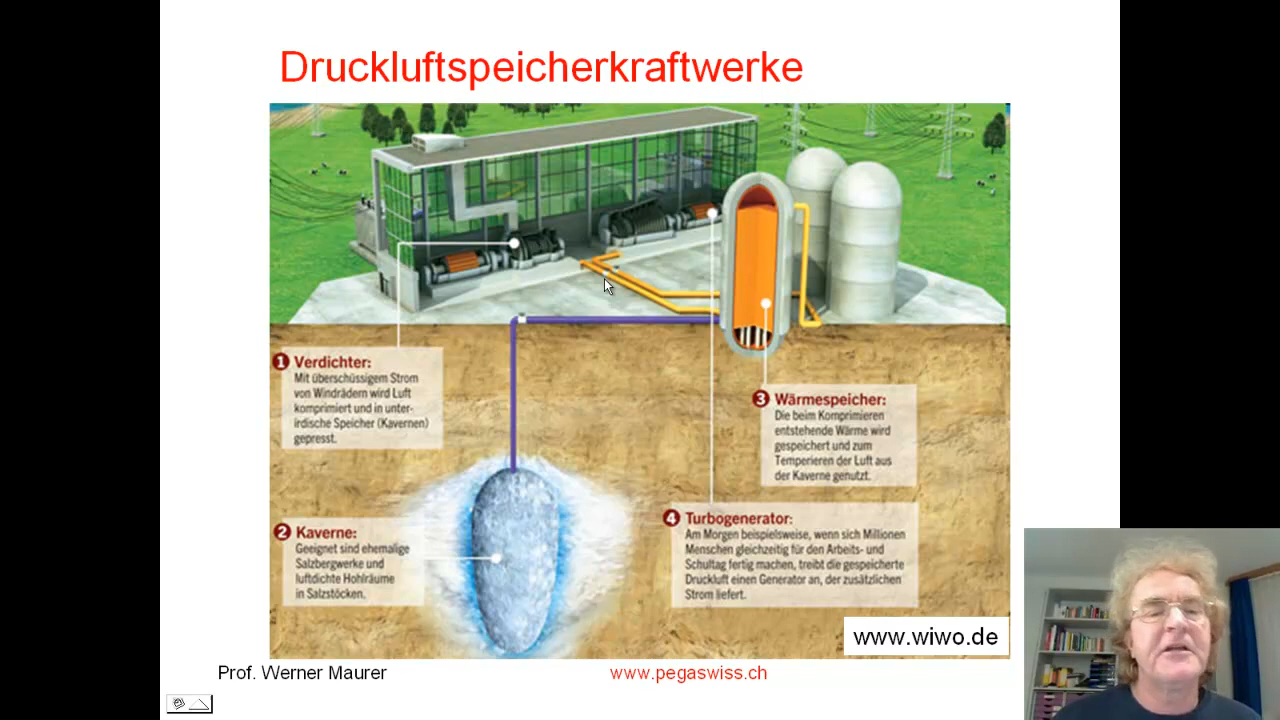 Druckluftspeicherkraftwerke
1 Verdichter:
Mit überschüssigem Strom
von Windrädern wird Luft
komprimiert und in unter-
irdische Speicher (Kavernen)
gepresst.
3 Wärmespeicher:
Die beim Komprimieren
entstehende Wärme wird
gespeichert und zum
Temperieren der Luft aus
der Kaverne genutzt.
2 Kaverne:
Geeignet sind ehemalige
Salzbergwerke und
luftdichte Hohlräume
in Salzstöcken.
4 Turbogenerator:
Am Morgen beispielsweise, wenn sich Millionen
Menschen gleichzeitig für den Arbeits- und
Schultag fertig machen, treibt die gespeicherte
Druckluft einen Generator an, der zusätzlichen
Strom liefert.
www.wiwo.de
Prof. Werner Maurer
www.pegaswiss.ch